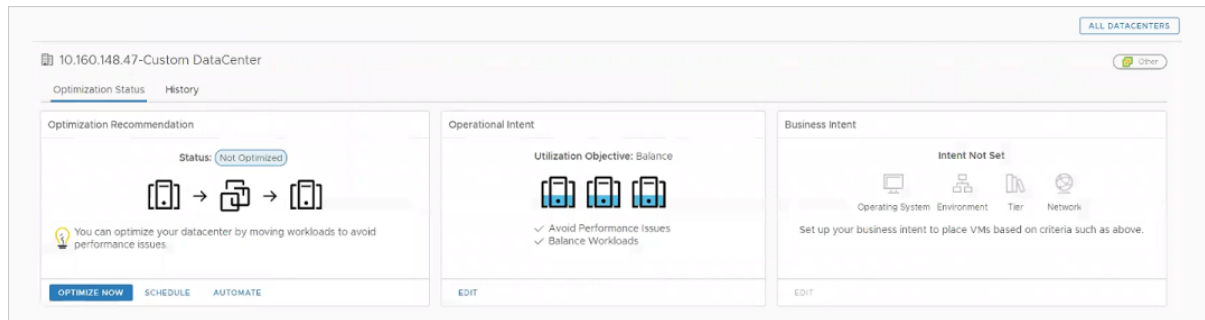 ALL DATACENTERS
10.160.148.47-Custom DataCenter
Other
Optimization Status
History
Optimization Recommendation
Status: Not Optimized
You can optimize your datacenter by moving workloads to avoid
performance issues.
OPTIMIZE NOW
SCHEDULE
AUTOMATE
Operational Intent
Utilization Objective: Balance
Avoid Performance Issues
Balance Workloads
EDIT
Business Intent
Intent Not Set
Operating System
Environment
Tier
Network
Set up your business intent to place VMs based on criteria such as above.
EDIT